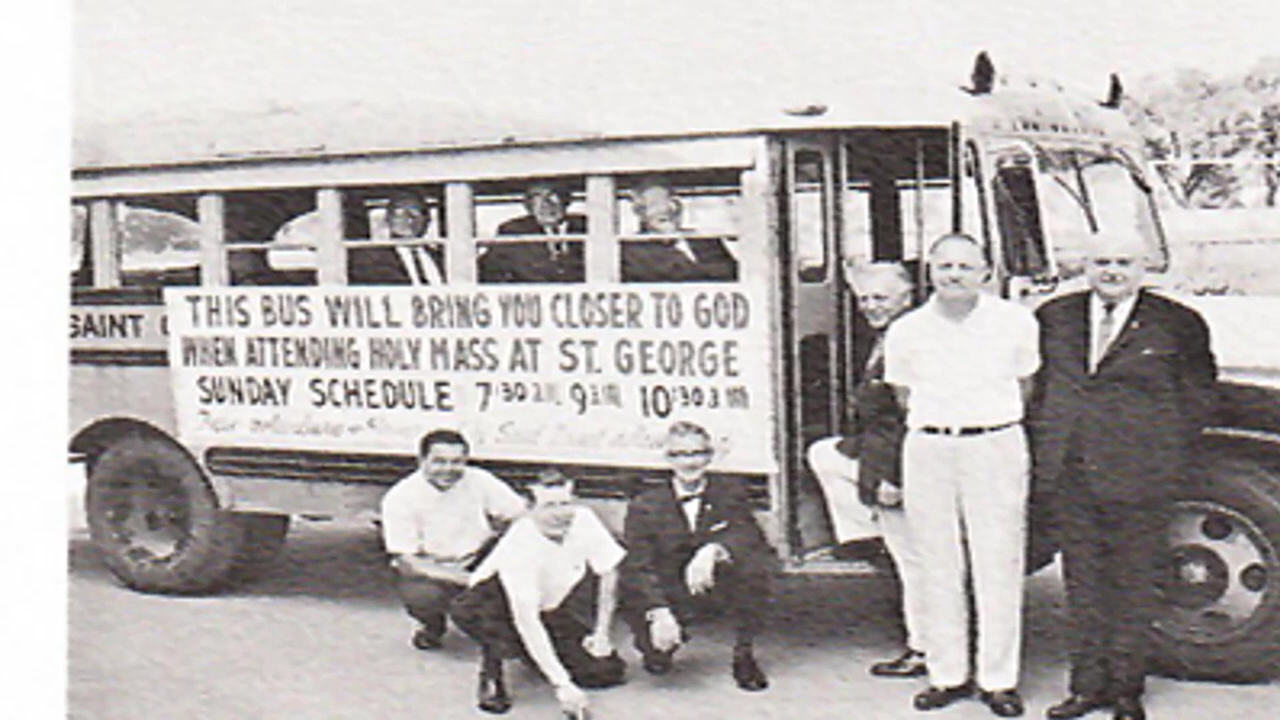 THIS BUS WILL BRING YOU CLOSER TO GOD
SAINT
WHEN ATTENDING HOLY MASS AT ST. GEORGE
SUNDAY SCHEDULE 7:30 A.M. 9 A.M. 10:30 A.M.